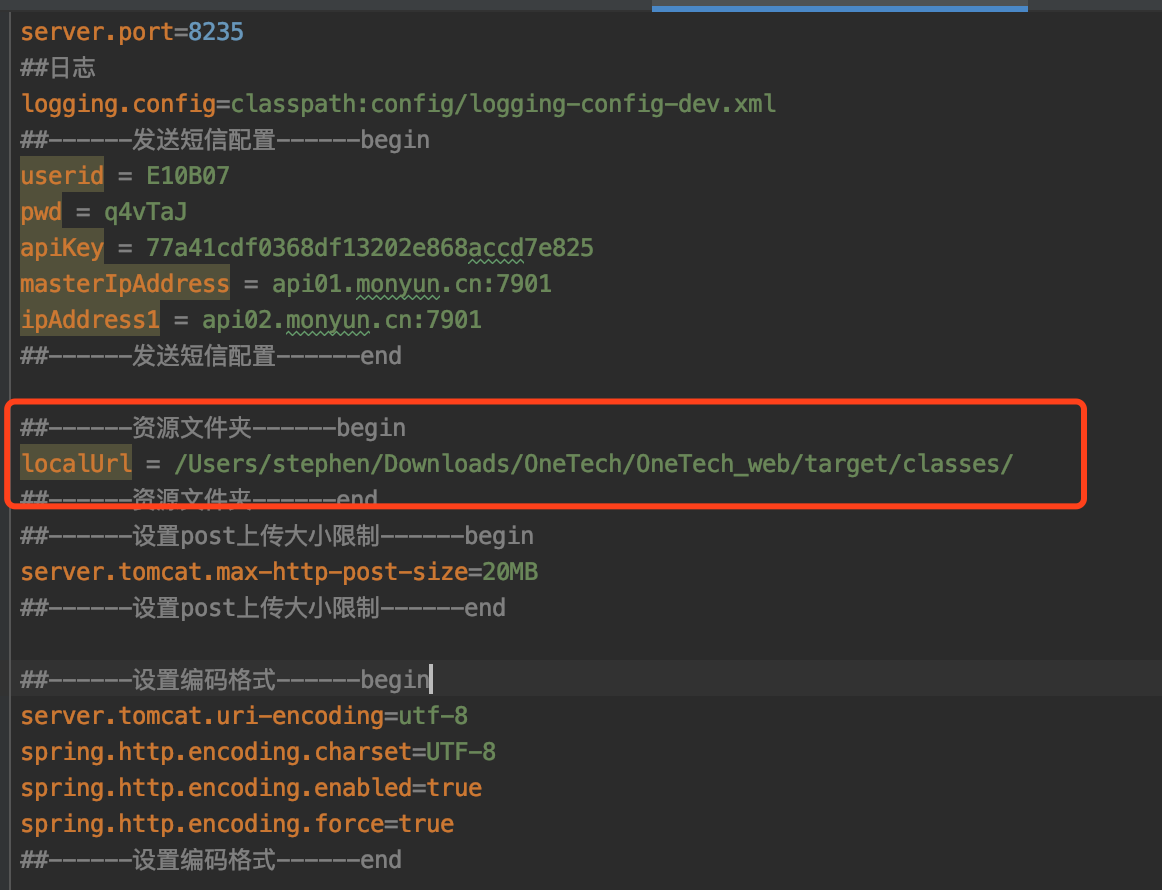 server.port=8235
##日志
logging.config=classpath:config/logging-config-dev.xml
##------发送短信配置------begin
userid = E10B07
pwd = q4vTaJ
apiKey = 77a41cdf0368df13202e868accd7e825
masterIpAddress = api01.monyun.cn:7901
ipAddress1 = api02.monyun.cn:7901
##------发送短信配置------end
##------资源文件夹------begin
localUrl = /Users/stephen/Downloads/OneTech/OneTech_web/target/classes/
##------资源文件夹------end
##------设置post上传大小限制------begin
server.tomcat.max-http-post-size=20MB
##------设置post上传大小限制------end
##------设置编码格式------begin
server.tomcat.uri-encoding=utf-8
spring.http.encoding.charset=UTF-8
spring.http.encoding.enabled=true
spring.http.encoding.force=true
##------设置编码格式------end